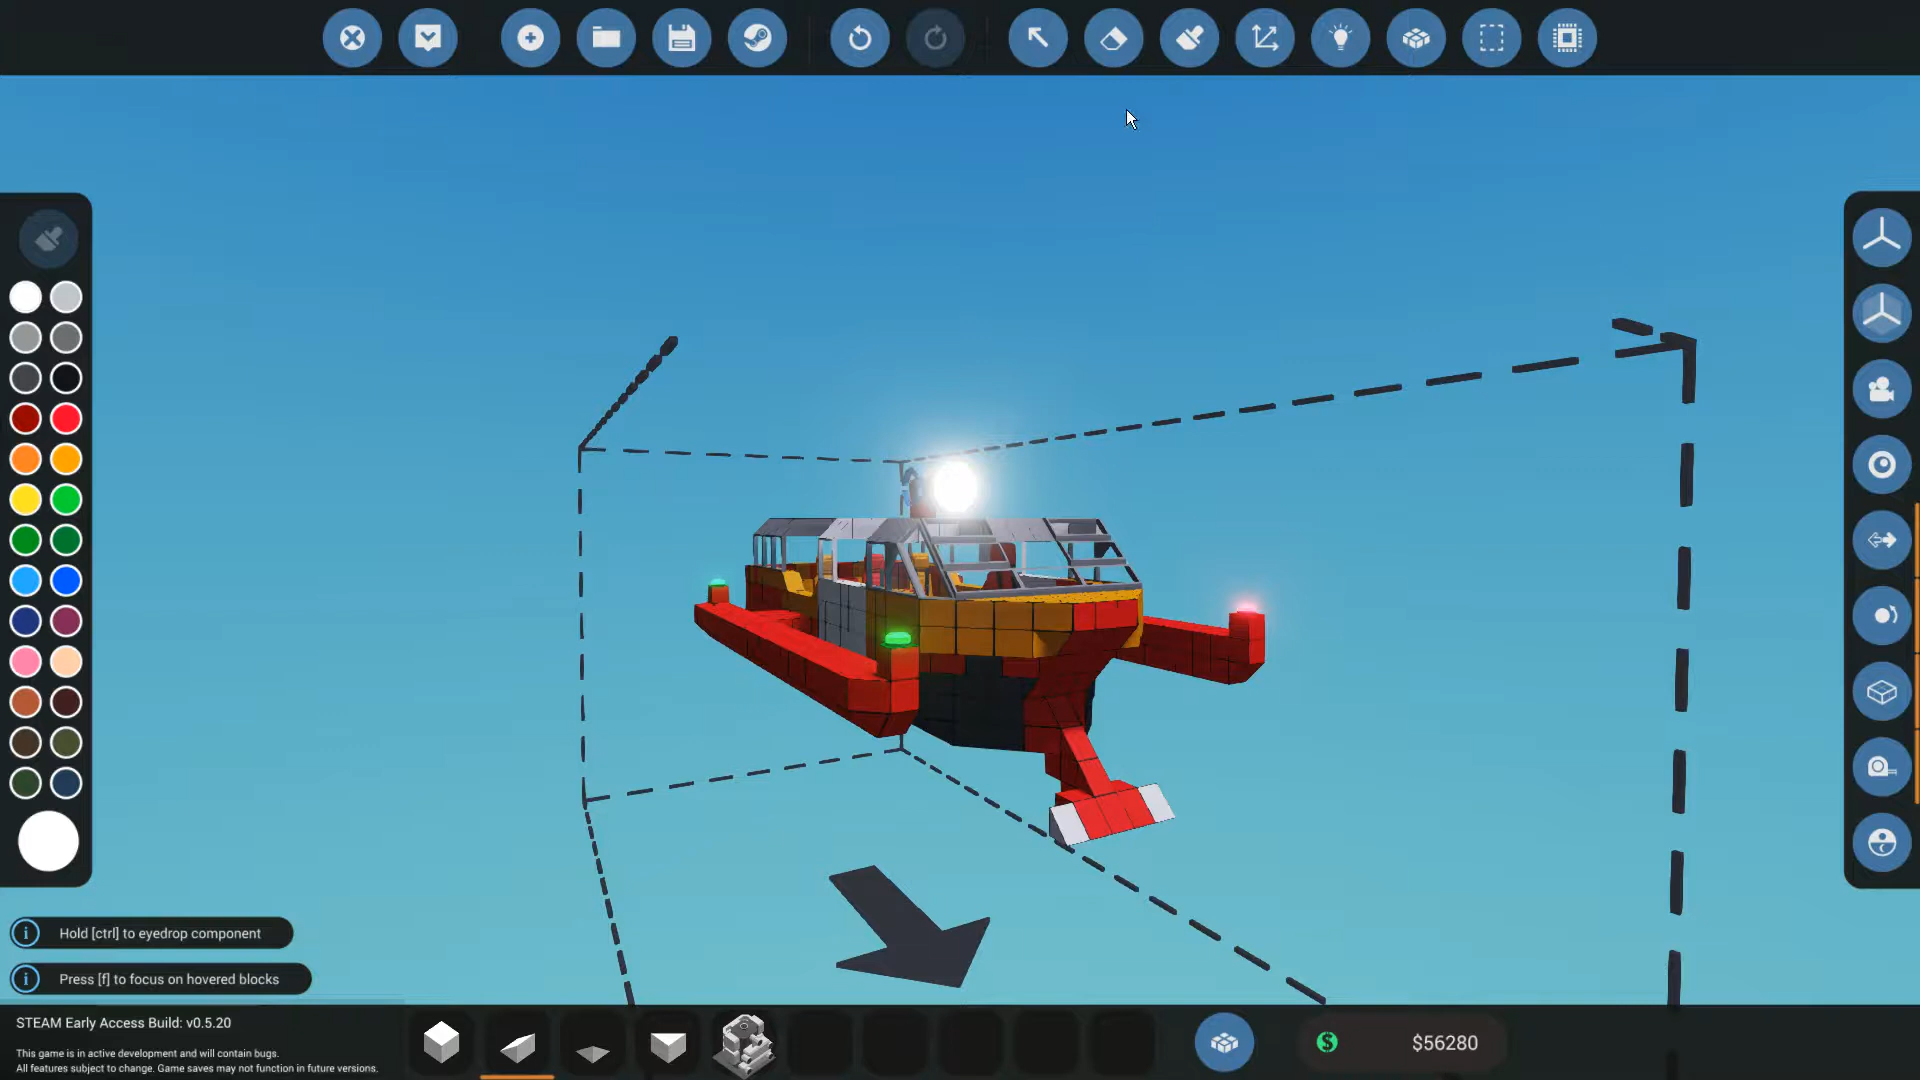 Hold [ctrl] to eyedrop component
Press [f] to focus on hovered blocks
STEAM Early Access Build: v0.5.20
This game is in active development and will contain bugs.
All features subject to change. Game saves may not function in future versions.
$56280